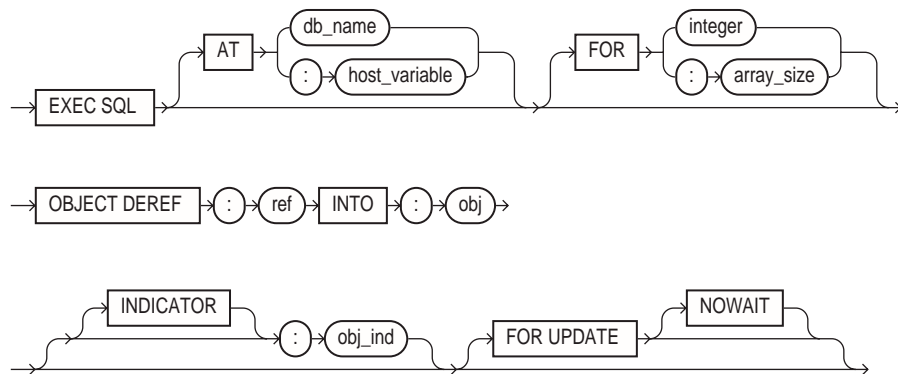 db_name
integer
AT
FOR
: host_variable
: array_size
EXEC SQL
OBJECT DEREF : ref INTO : obj
INDICATOR
NOWAIT
: obj_ind
FOR UPDATE